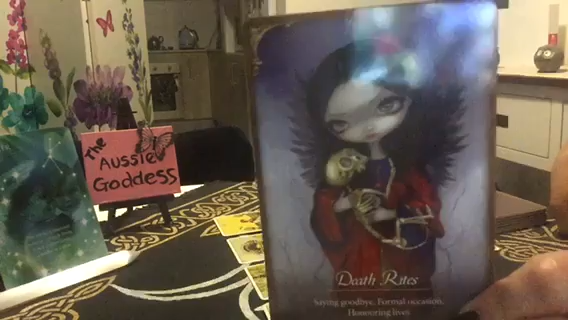 The
Aussie
Goddess
Death Rites
Saying goodbye. Formal occasion.
Honouring lives